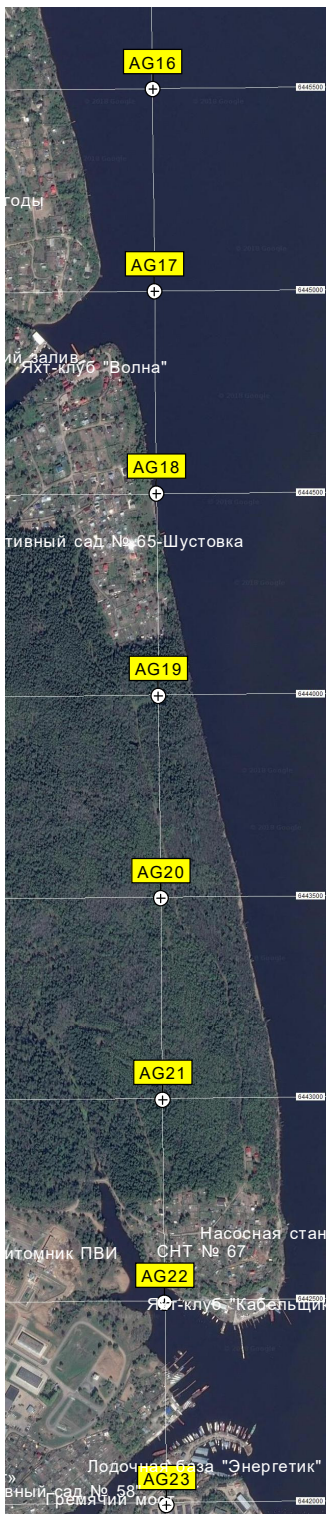 AG16
6445500
годы
AG17
6445000
ий залив
Яхт-клуб "Волна"
AG18
6444500
тивный сад № 65-Шустовка
AG19
6444000
AG20
6443500
AG21
6443000
Насосная стан
итомник ПВИ
СНТ № 67
AG22
6442500
Яхт-клуб "Кабельщик
Лодочная база "Энергетик"
AG23
вный сад № 58
Гремячий мост
6442000